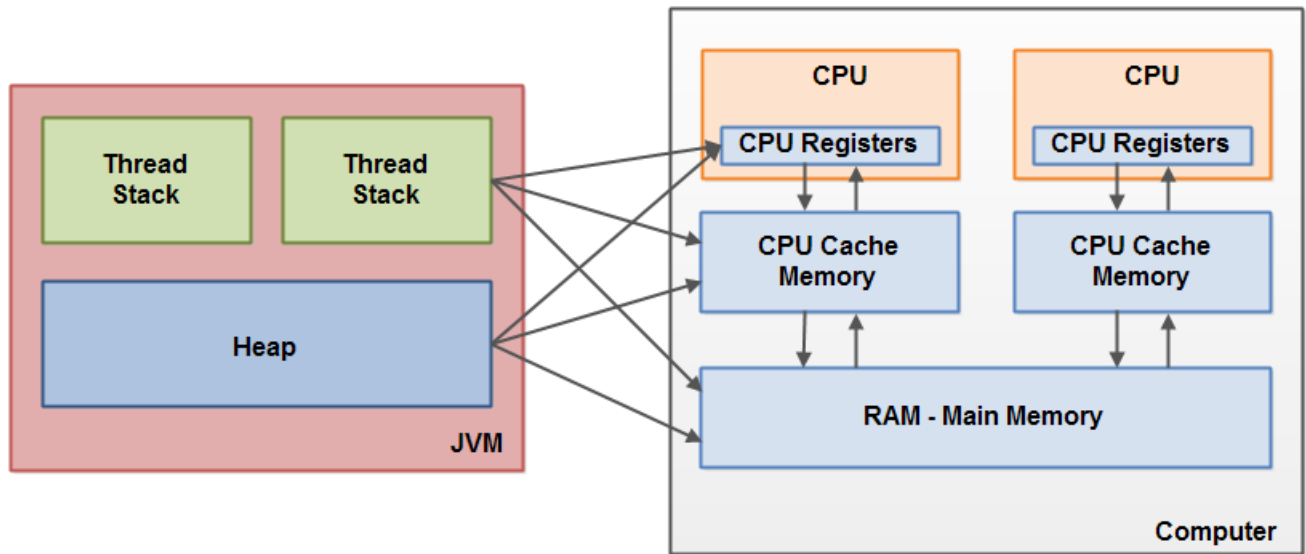 Thread
Stack
Thread
Stack
Heap
JVM
CPU
CPU Registers
CPU Cache
Memory
CPU
CPU Registers
CPU Cache
Memory
RAM - Main Memory
Computer